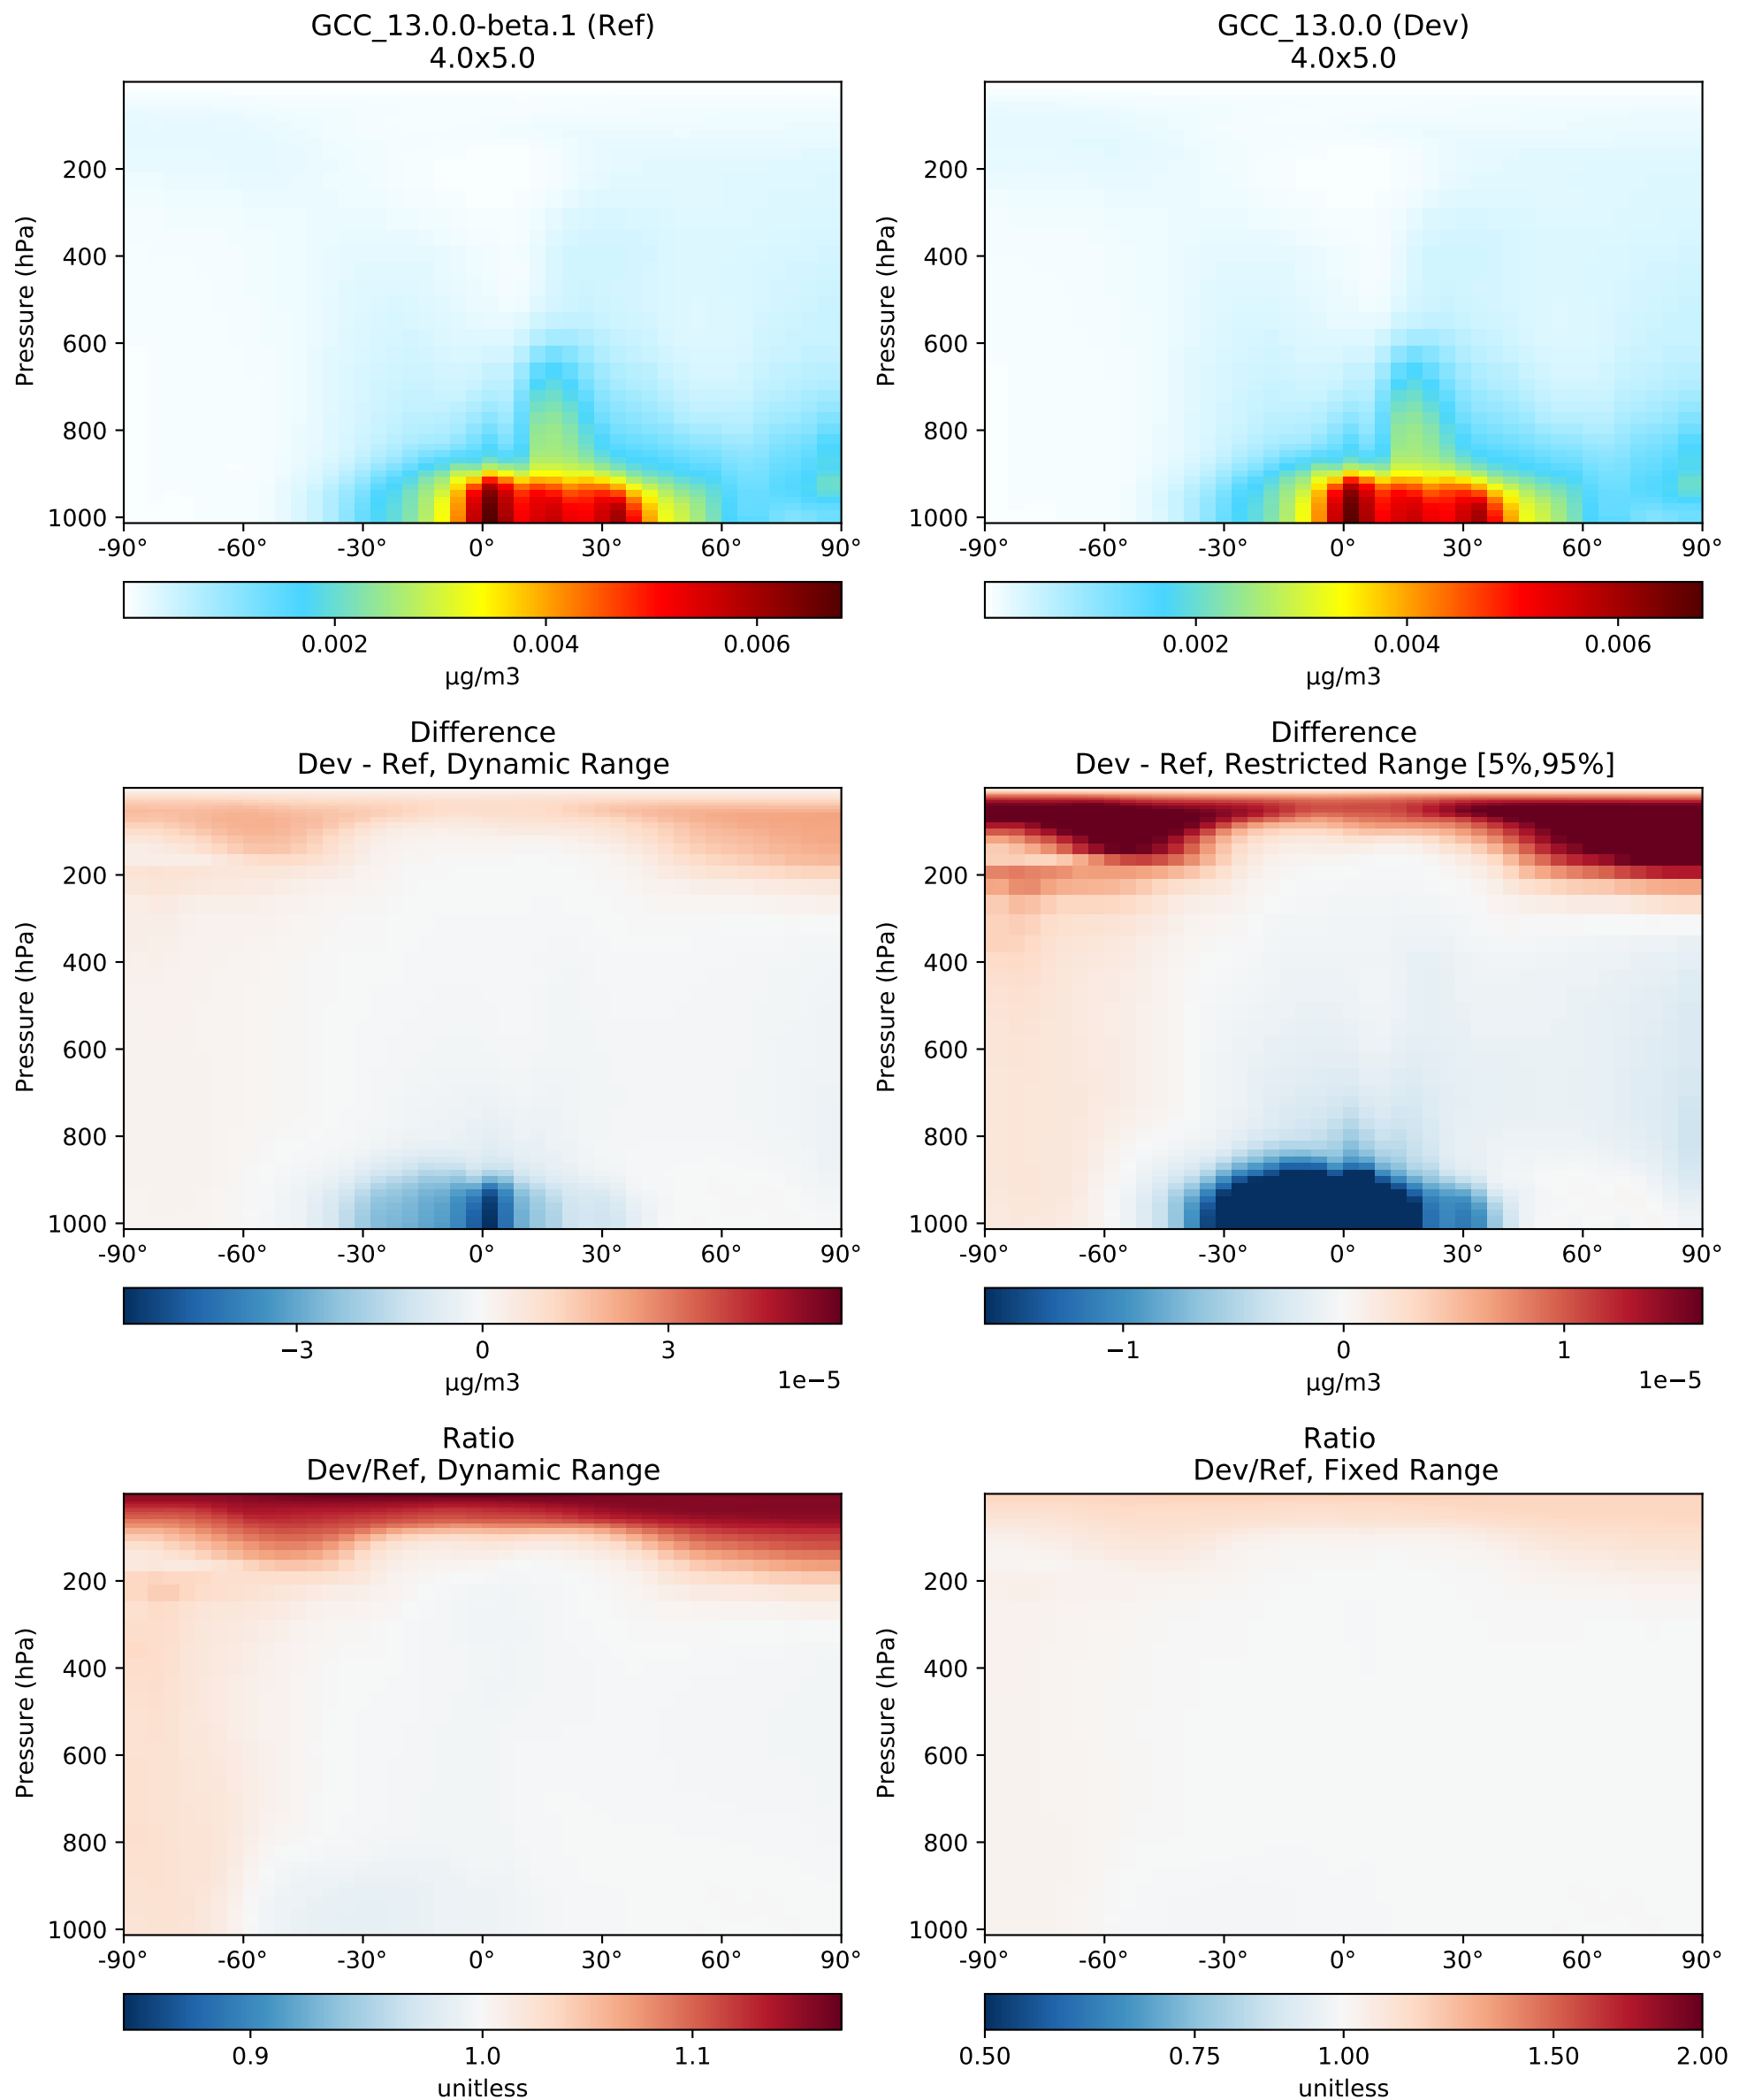 GCC_13.0.0-beta.1 (Ref)
4.0x5.0
GCC_13.0.0 (Dev)
4.0x5.0
Pressure (hPa)
200
400
600
800
1000
-90° -60° -30° 0° 30° 60° 90°
0.002 0.004 0.006
µg/m3
Pressure (hPa)
200
400
600
800
1000
-90° -60° -30° 0° 30° 60° 90°
0.002 0.004 0.006
µg/m3
Difference
Dev - Ref, Dynamic Range
Pressure (hPa)
200
400
600
800
1000
-90° -60° -30° 0° 30° 60° 90°
−3 0 3
µg/m3 1e−5
Difference
Dev - Ref, Restricted Range [5%,95%]
Pressure (hPa)
200
400
600
800
1000
-90° -60° -30° 0° 30° 60° 90°
−1 0 1
µg/m3 1e−5
Ratio
Dev/Ref, Dynamic Range
Pressure (hPa)
200
400
600
800
1000
-90° -60° -30° 0° 30° 60° 90°
0.9 1.0 1.1
unitless
Ratio
Dev/Ref, Fixed Range
Pressure (hPa)
200
400
600
800
1000
-90° -60° -30° 0° 30° 60° 90°
0.50 0.75 1.00 1.50 2.00
unitless